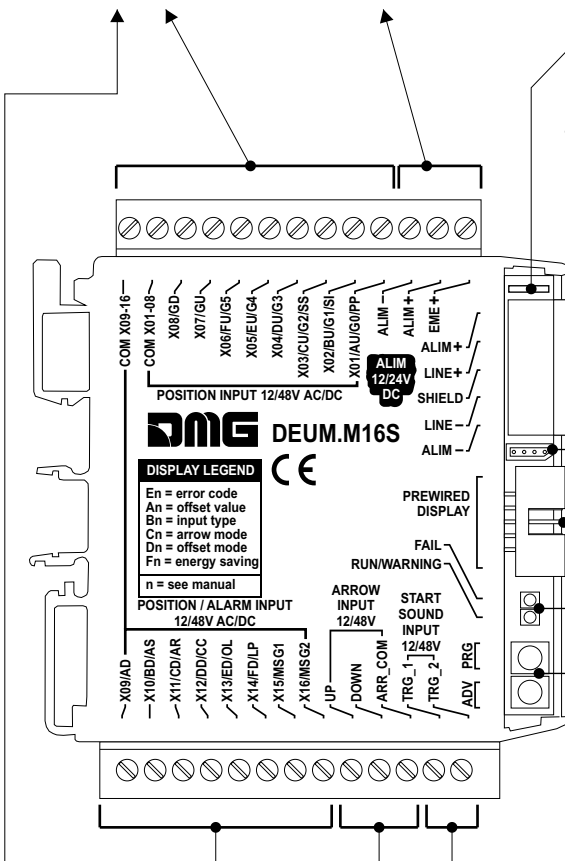 COM X09-16
COM X01-08
X08/GD
X07/GU
X06/FU/G5
X05/EU/G4
X04/DU/G3
X03/CU/G2/SS
X02/BU/G1/SI
X01/AU/G0/PP
ALIM -
ALIM +
EME +
ALIM +
LINE +
SHIELD
LINE -
ALIM -
POSITION INPUT 12/48V AC/DC
ALIM
12/24V
DC
DMG DEUM.M16S
CE
DISPLAY LEGEND
En = error code
An = offset value
Bn = input type
Cn = arrow mode
Dn = offset mode
Fn = energy saving
n = see manual
PREWIRED
DISPLAY
FAIL
RUN/WARNING
POSITION / ALARM INPUT
12/48V AC/DC
ARROW
INPUT
12/48V
START
SOUND
INPUT
12/48V
X09/AD
X10/BD/AS
X11/CD/AR
X12/DD/CC
X13/ED/OL
X14/FD/LP
X15/MSG1
X16/MSG2
UP
DOWN
ARR_COM
TRG_1
TRG_2
PRG
ADV